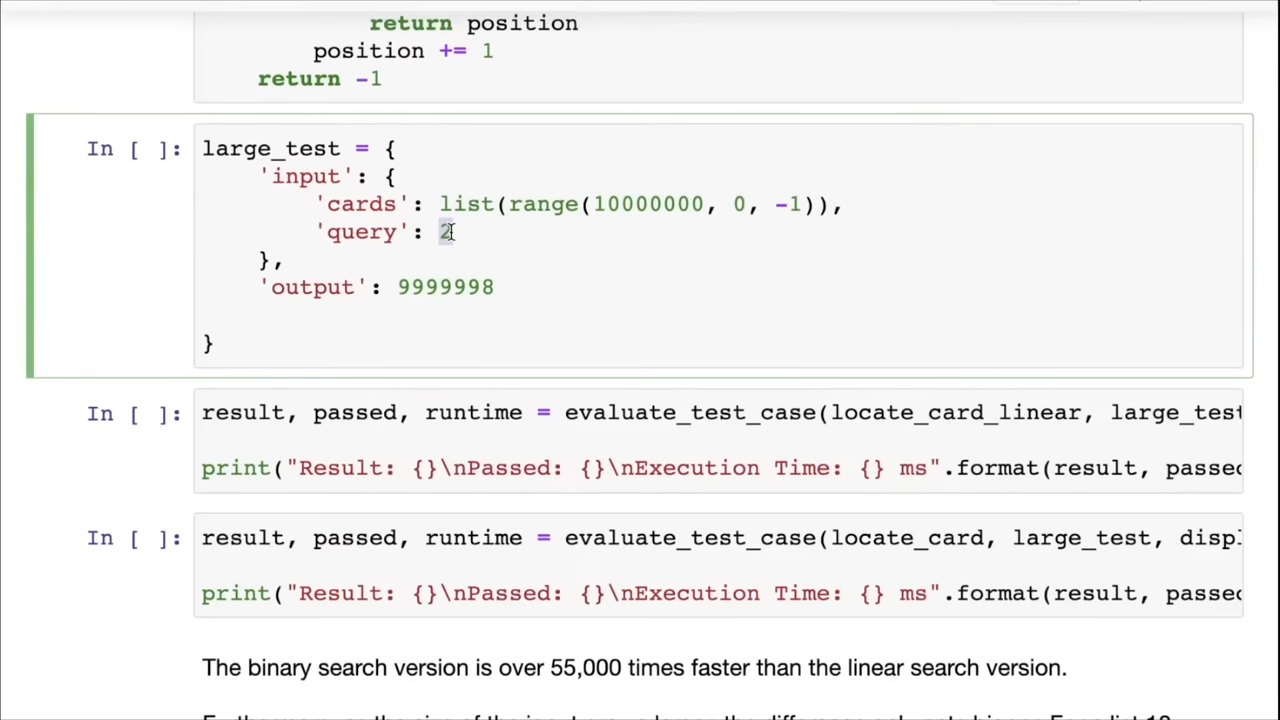 return position
position += 1
return -1
In [ ]:
large_test = {
'input': {
'cards': list(range(10000000, 0, -1)),
'query': 2
},
'output': 9999998
}
In [ ]:
result, passed, runtime = evaluate_test_case(locate_card_linear, large_test
print("Result: {}\nPassed: {}\nExecution Time: {} ms".format(result, passed
In [ ]:
result, passed, runtime = evaluate_test_case(locate_card, large_test, displ
print("Result: {}\nPassed: {}\nExecution Time: {} ms".format(result, passed
The binary search version is over 55,000 times faster than the linear search version.